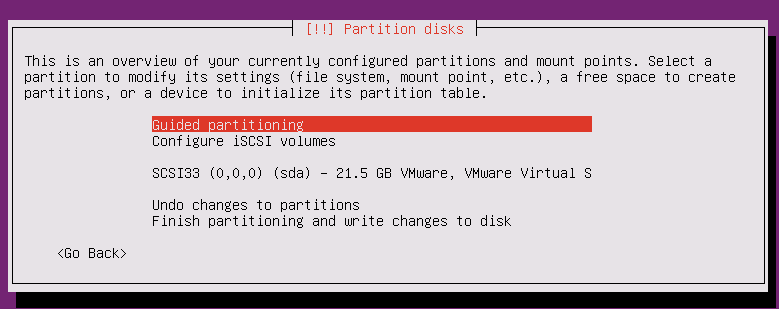 [!!] Partition disks
This is an overview of your currently configured partitions and mount points. Select a
partition to modify its settings (file system, mount point, etc.), a free space to create
partitions, or a device to initialize its partition table.
Guided partitioning
Configure iSCSI volumes
SCSI33 (0,0,0) (sda) - 21.5 GB VMware, VMware Virtual S
Undo changes to partitions
Finish partitioning and write changes to disk
<Go Back>